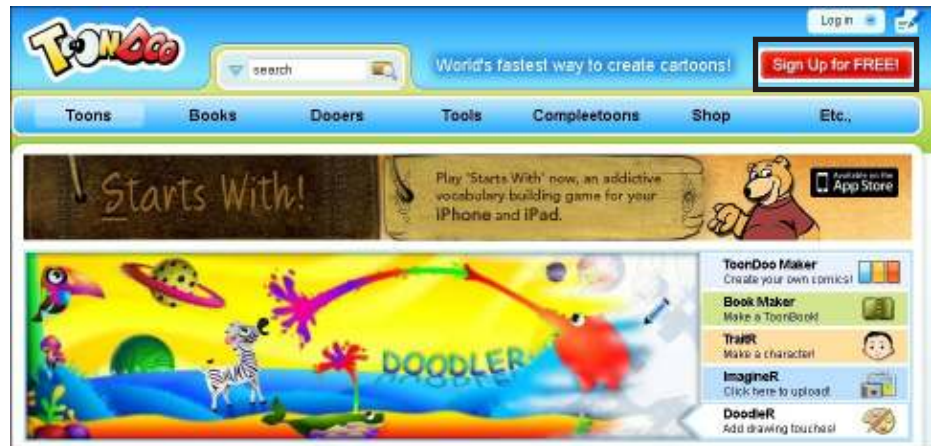 Log in
TOONDOO
search
World's fastest way to create cartoons!
Sign Up for FREE!
Toons Books Dooers Tools Compleetoons Shop Etc.,
Starts With!
Play 'Starts With' now, an addictive
vocabulary building game for your
iPhone and iPad.
Available on the
App Store
DOODLER
ToonDoo Maker
Create your own comics!
Book Maker
Make a ToonBook!
TraitR
Make a character!
ImagineR
Click here to upload!
DoodleR
Add drawing touches!